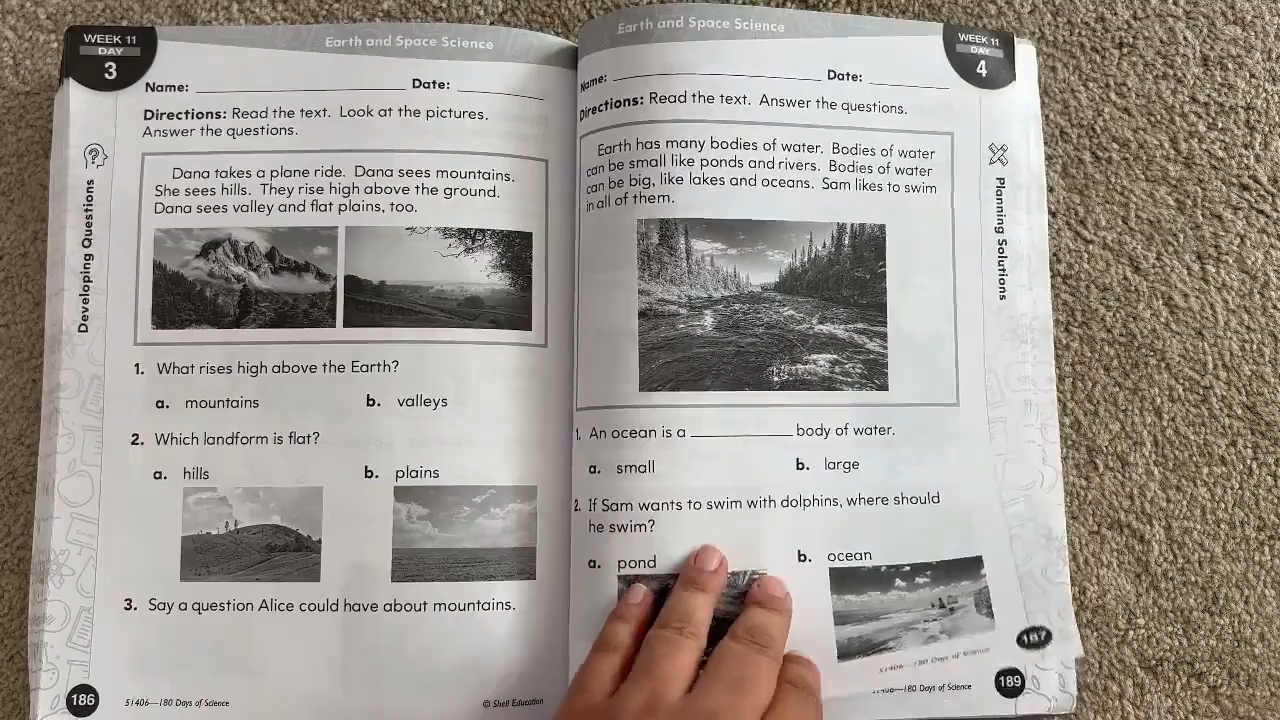 WEEK 11
DAY
3
Earth and Space Science
Name: Date:
Directions: Read the text. Look at the pictures.
Answer the questions.
Developing Questions
Dana takes a plane ride. Dana sees mountains.
She sees hills. They rise high above the ground.
Dana sees valley and flat plains, too.
1. What rises high above the Earth?
a. mountains b. valleys
2. Which landform is flat?
a. hills b. plains
3. Say a question Alice could have about mountains.
186
51406—180 Days of Science
© Shell Education
Earth and Space Science
WEEK 11
DAY
4
Name: Date:
Directions: Read the text. Answer the questions.
Planning Solutions
Earth has many bodies of water. Bodies of water
can be small like ponds and rivers. Bodies of water
can be big, like lakes and oceans. Sam likes to swim
in all of them.
1. An ocean is a body of water.
a. small b. large
2. If Sam wants to swim with dolphins, where should
he swim?
a. pond b. ocean
187
51406—180 Days of Science
—180 Days of Science
189